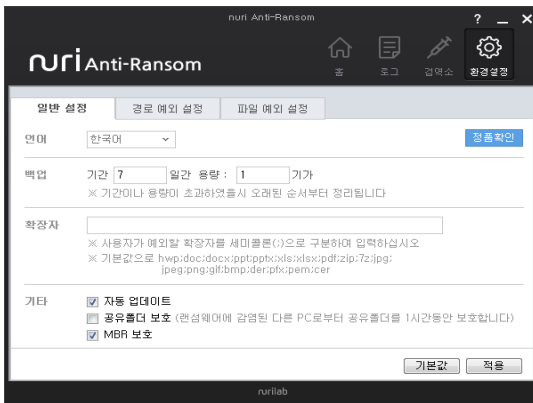 nuri Anti-Ransom
? _ ×
nuri Anti-Ransom
홈 로그 검역소 환경설정
일반 설정 경로 예외 설정 파일 예외 설정
언어 한국어 정품확인
백업 기간 7 일간 용량 : 1 기가
※ 기간이나 용량이 초과하였을시 오래된 순서부터 정리됩니다
확장자
※ 사용자가 예외할 확장자를 세미콜론(;)으로 구분하여 입력하십시오
※ 기본값으로 hwp;doc;docx;ppt;pptx;xls;xlsx;pdf;zip;7z;jpg;
jpeg;png;gif;bmp;der;pfx;pem;cer
기타 자동 업데이트
공유폴더 보호 (랜섬웨어에 감염된 다른 PC로부터 공유폴더를 1시간동안 보호합니다)
MBR 보호
기본값 적용
nurilab